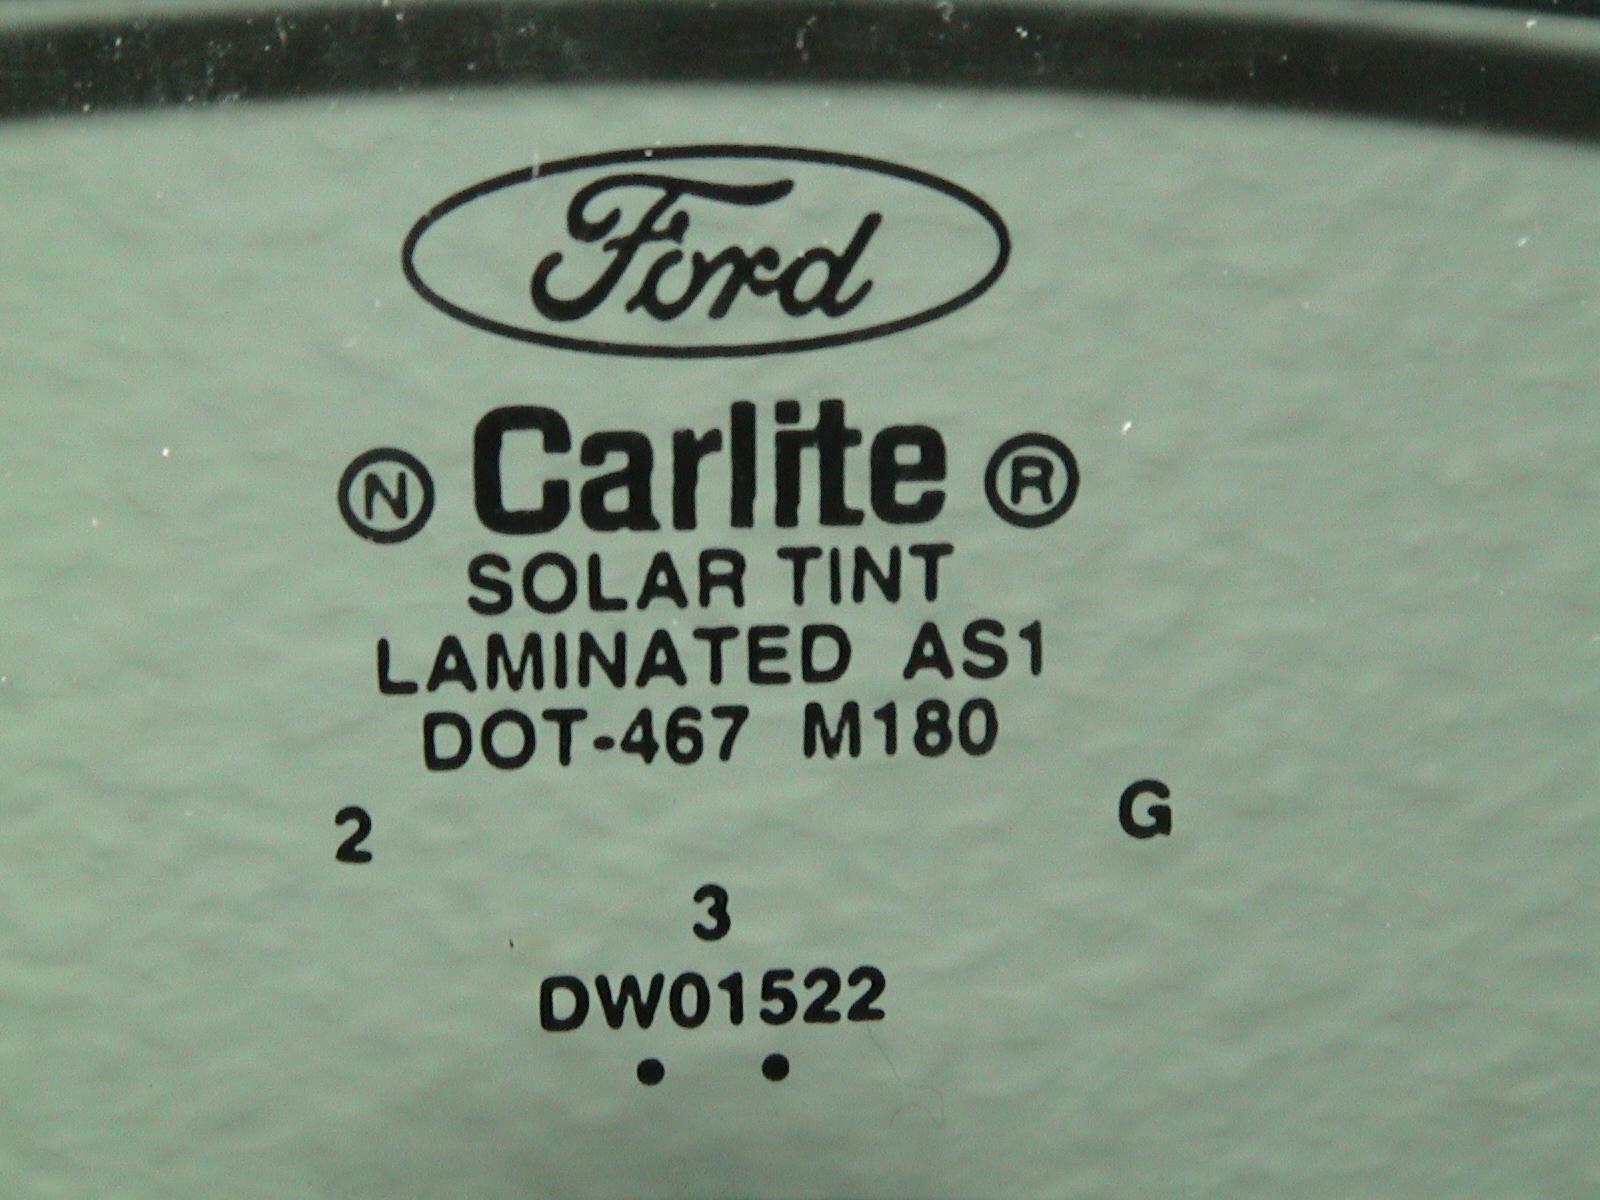 Ford
Ⓝ Carlite ®
SOLAR TINT
LAMINATED AS1
DOT-467 M180
2 G
3
DW01522